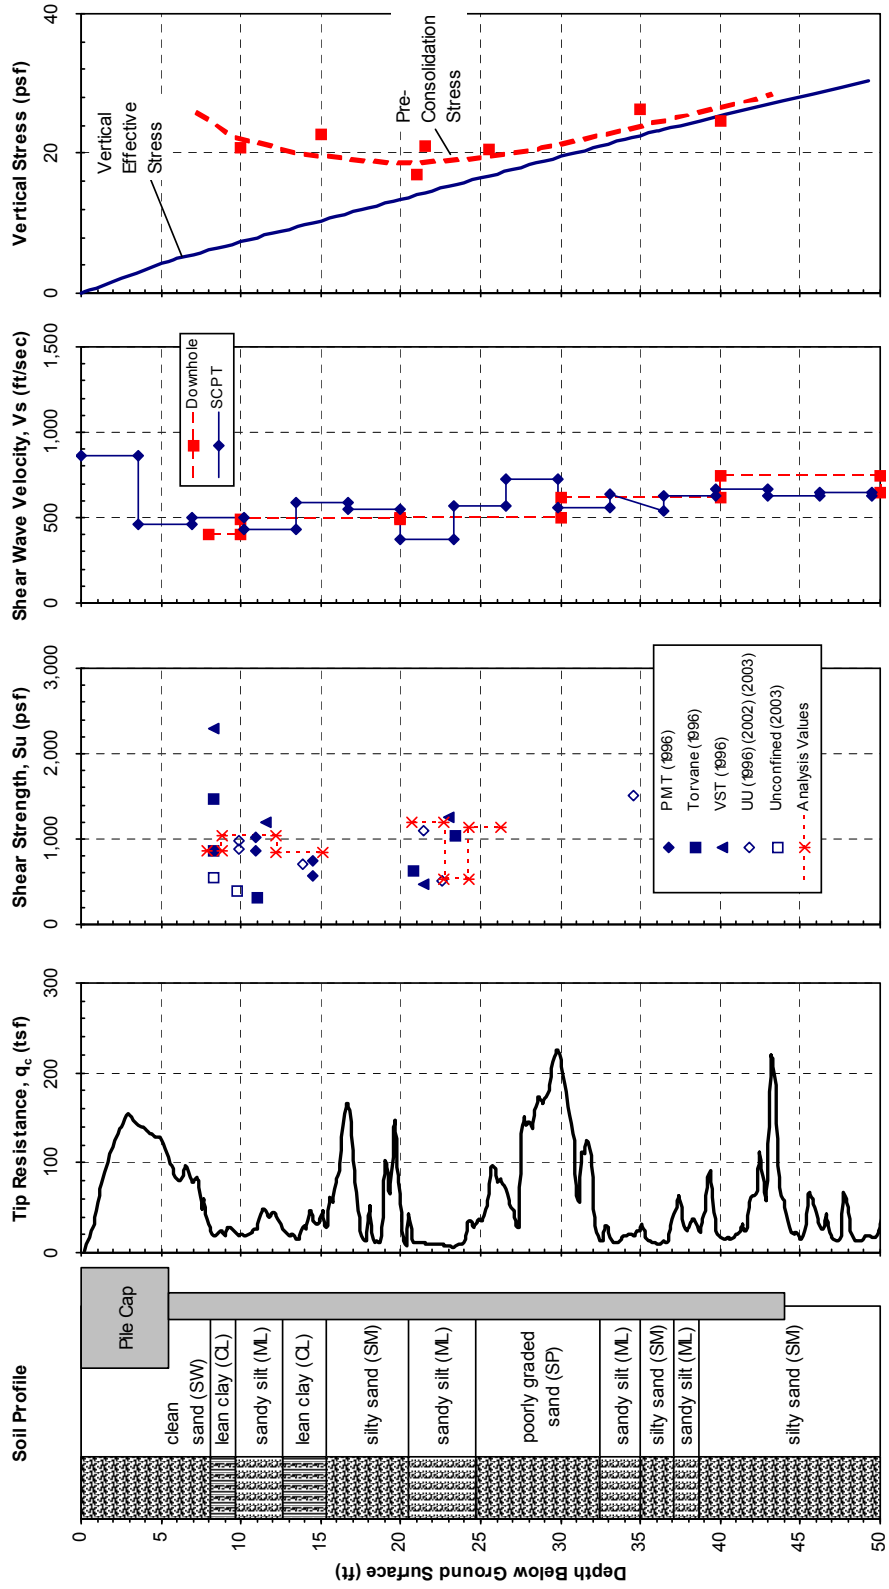 Soil Profile
Depth Below Ground Surface (ft)
0
5
10
15
20
25
30
35
40
45
50
Pile Cap
clean
sand (SW)
lean clay (CL)
sandy silt (ML)
lean clay (CL)
silty sand (SM)
sandy silt (ML)
poorly graded
sand (SP)
sandy silt (ML)
silty sand (SM)
sandy silt (ML)
silty sand (SM)
Tip Resistance, qc (tsf)
0
100
200
300
Shear Strength, Su (psf)
0
1,000
2,000
3,000
PMT (1996)
Torvane (1996)
VST (1996)
UU (1996) (2002) (2003)
Unconfined (2003)
Analysis Values
Shear Wave Velocity, Vs (ft/sec)
0
500
1,000
1,500
Downhole
SCPT
Vertical Stress (psf)
0
20
40
Vertical
Effective
Stress
Pre-
Consolidation
Stress